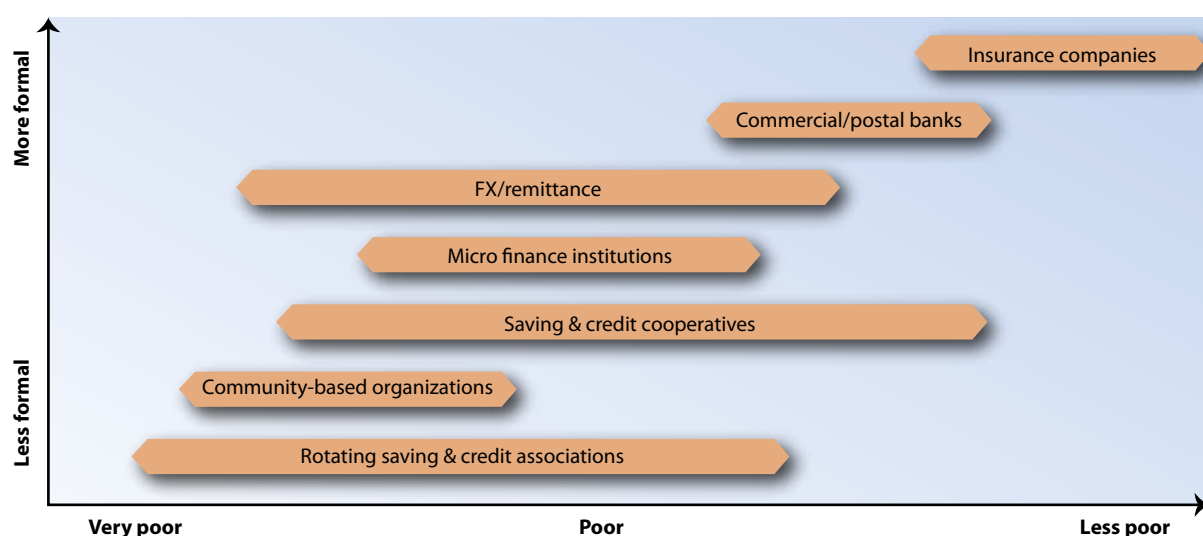 More formal
Less formal
Insurance companies
Commercial/postal banks
FX/remittance
Micro finance institutions
Saving & credit cooperatives
Community-based organizations
Rotating saving & credit associations
Very poor
Poor
Less poor